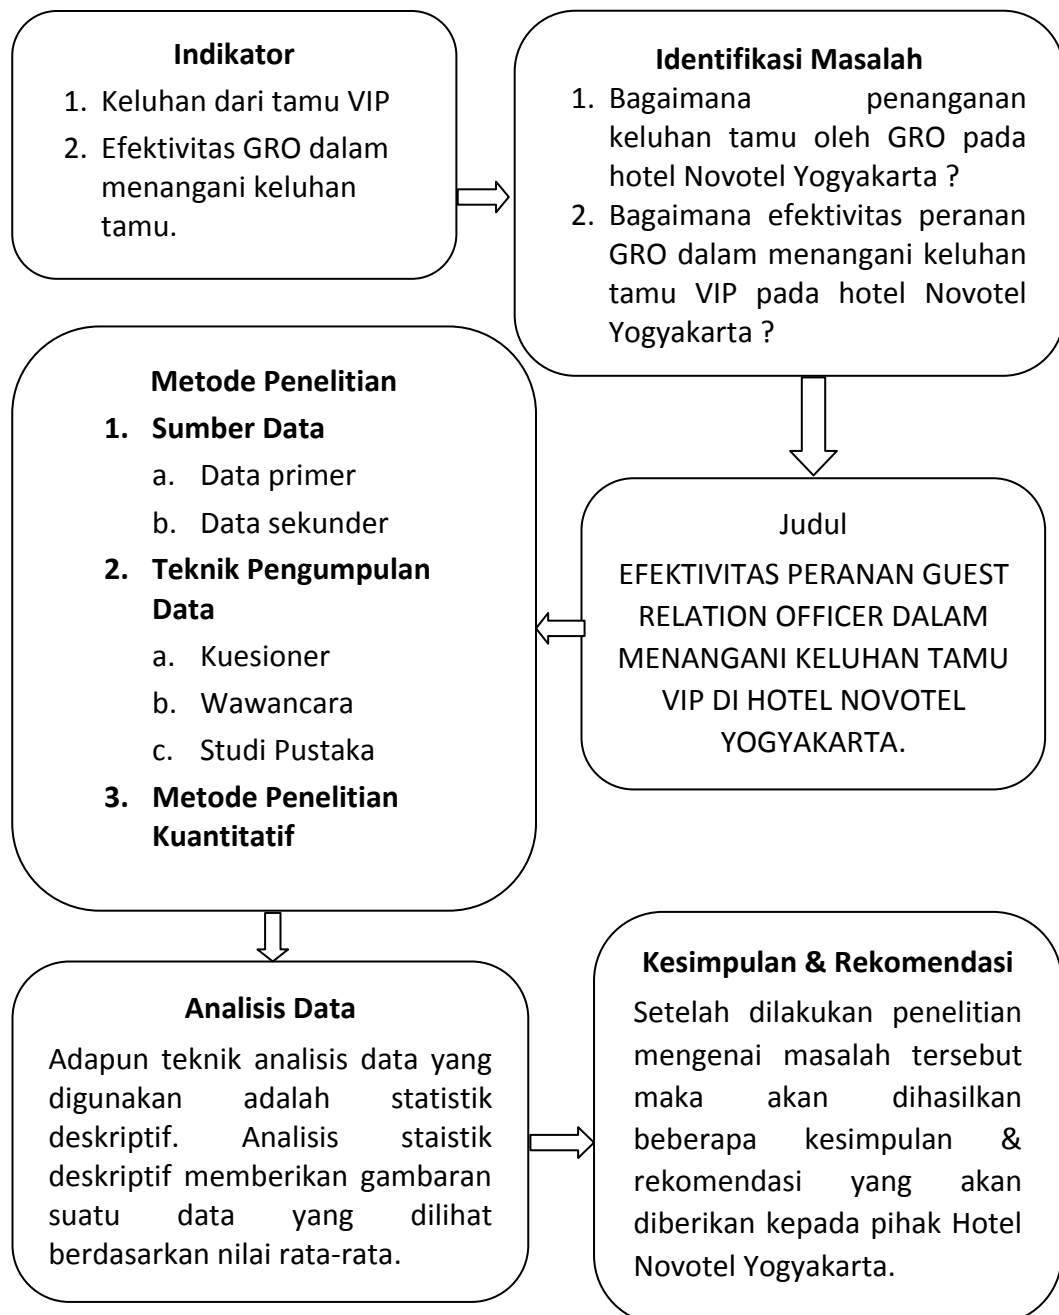 Indikator
1. Keluhan dari tamu VIP
2. Efektivitas GRO dalam
menangani keluhan
tamu.
Identifikasi Masalah
1. Bagaimana penanganan
keluhan tamu oleh GRO pada
hotel Novotel Yogyakarta ?
2. Bagaimana efektivitas peranan
GRO dalam menangani keluhan
tamu VIP pada hotel Novotel
Yogyakarta ?
Judul
EFEKTIVITAS PERANAN GUEST
RELATION OFFICER DALAM
MENANGANI KELUHAN TAMU
VIP DI HOTEL NOVOTEL
YOGYAKARTA.
Metode Penelitian
1. Sumber Data
a. Data primer
b. Data sekunder
2. Teknik Pengumpulan
Data
a. Kuesioner
b. Wawancara
c. Studi Pustaka
3. Metode Penelitian
Kuantitatif
Analisis Data
Adapun teknik analisis data yang
digunakan adalah statistik
deskriptif. Analisis staistik
deskriptif memberikan gambaran
suatu data yang dilihat
berdasarkan nilai rata-rata.
Kesimpulan & Rekomendasi
Setelah dilakukan penelitian
mengenai masalah tersebut
maka akan dihasilkan
beberapa kesimpulan &
rekomendasi yang akan
diberikan kepada pihak Hotel
Novotel Yogyakarta.